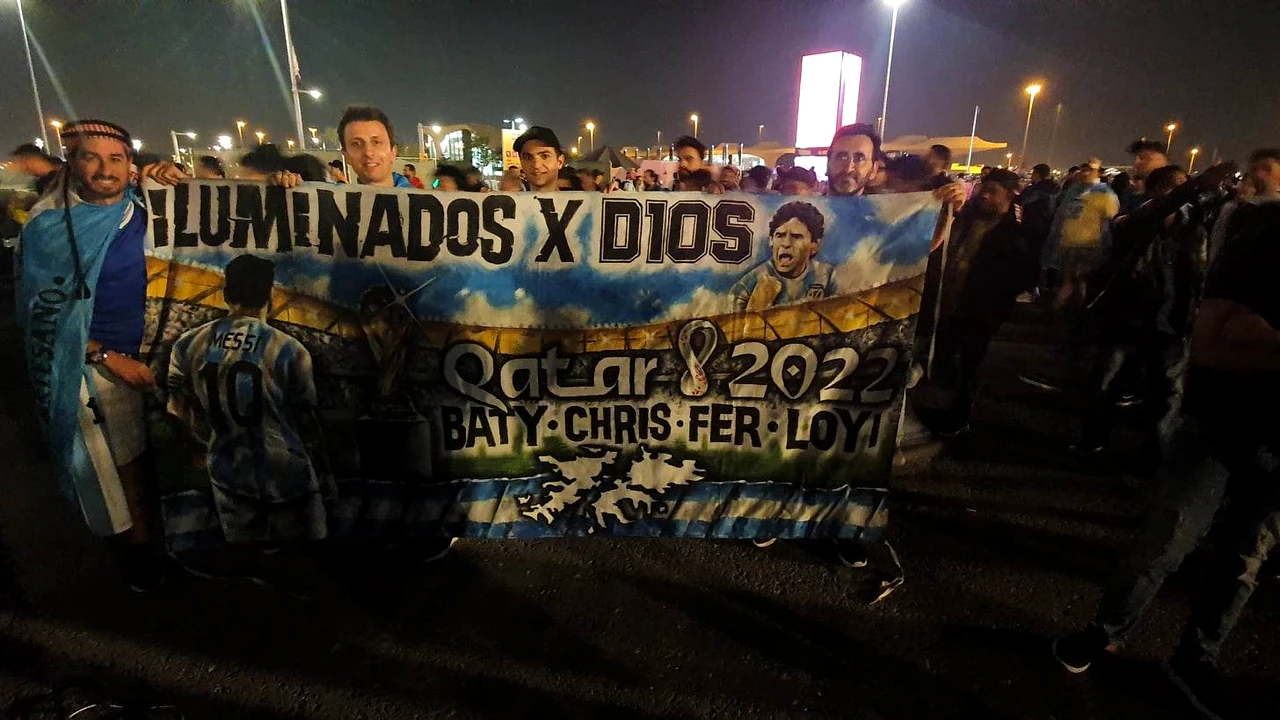 ILUMINADOS X D10S
MESSI
10
Qatar 2022
BATY·CHRIS·FER·LOYI